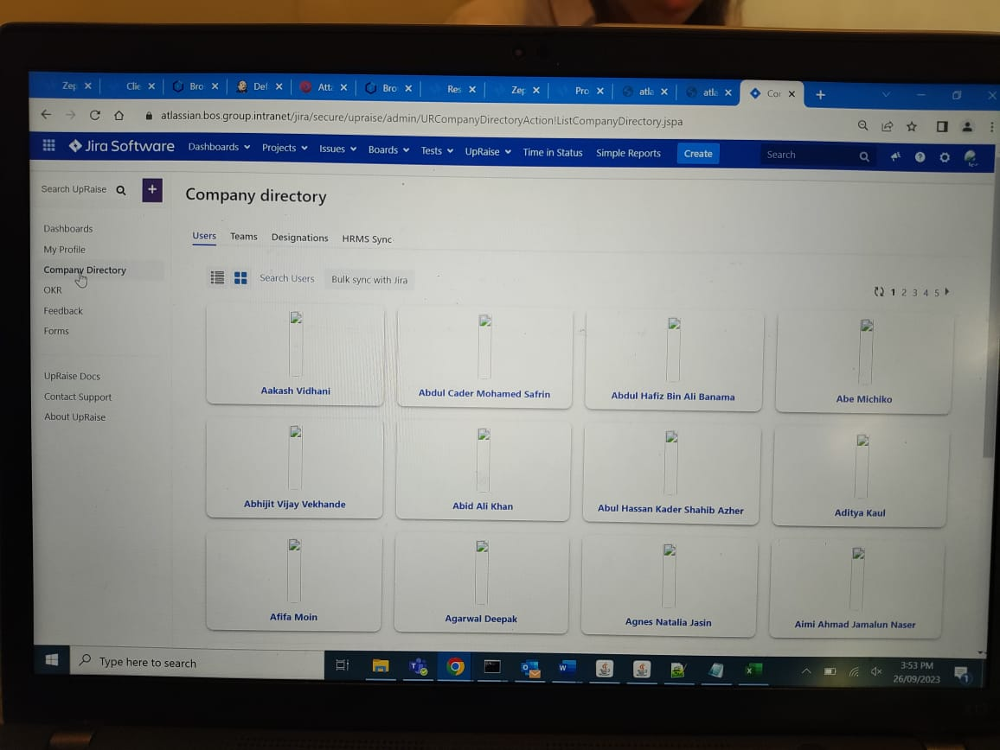 Zep Clie Bro Def Atta Bro Res Zep Pro atla atla Cor
atlassian.bos.group.intranet/jira/secure/upraise/admin/URCompanyDirectoryAction!ListCompanyDirectory.jspa
Jira Software Dashboards Projects Issues Boards Tests UpRaise Time in Status Simple Reports Create Search
Search UpRaise +
Company directory
Dashboards
My Profile
Company Directory
OKR
Feedback
Forms
UpRaise Docs
Contact Support
About UpRaise
Users Teams Designations HRMS Sync
Search Users Bulk sync with Jira
1 2 3 4 5
Aakash Vidhani Abdul Cader Mohamed Safrin Abdul Hafiz Bin Ali Banama Abe Michiko
Abhijit Vijay Vekhande Abid Ali Khan Abul Hassan Kader Shahib Azher Aditya Kaul
Afifa Moin Agarwal Deepak Agnes Natalia Jasin Aimi Ahmad Jamalun Naser
Type here to search
3:53 PM
26/09/2023